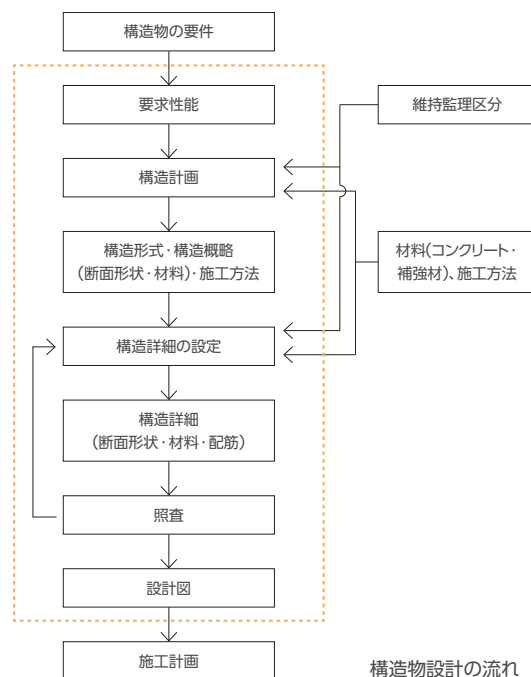 構造物の要件
要求性能
維持監理区分
構造計画
構造形式・構造概略
(断面形状・材料)・施工方法
材料(コンクリート・
補強材)、施工方法
構造詳細の設定
構造詳細
(断面形状・材料・配筋)
照査
設計図
施工計画
構造物設計の流れ